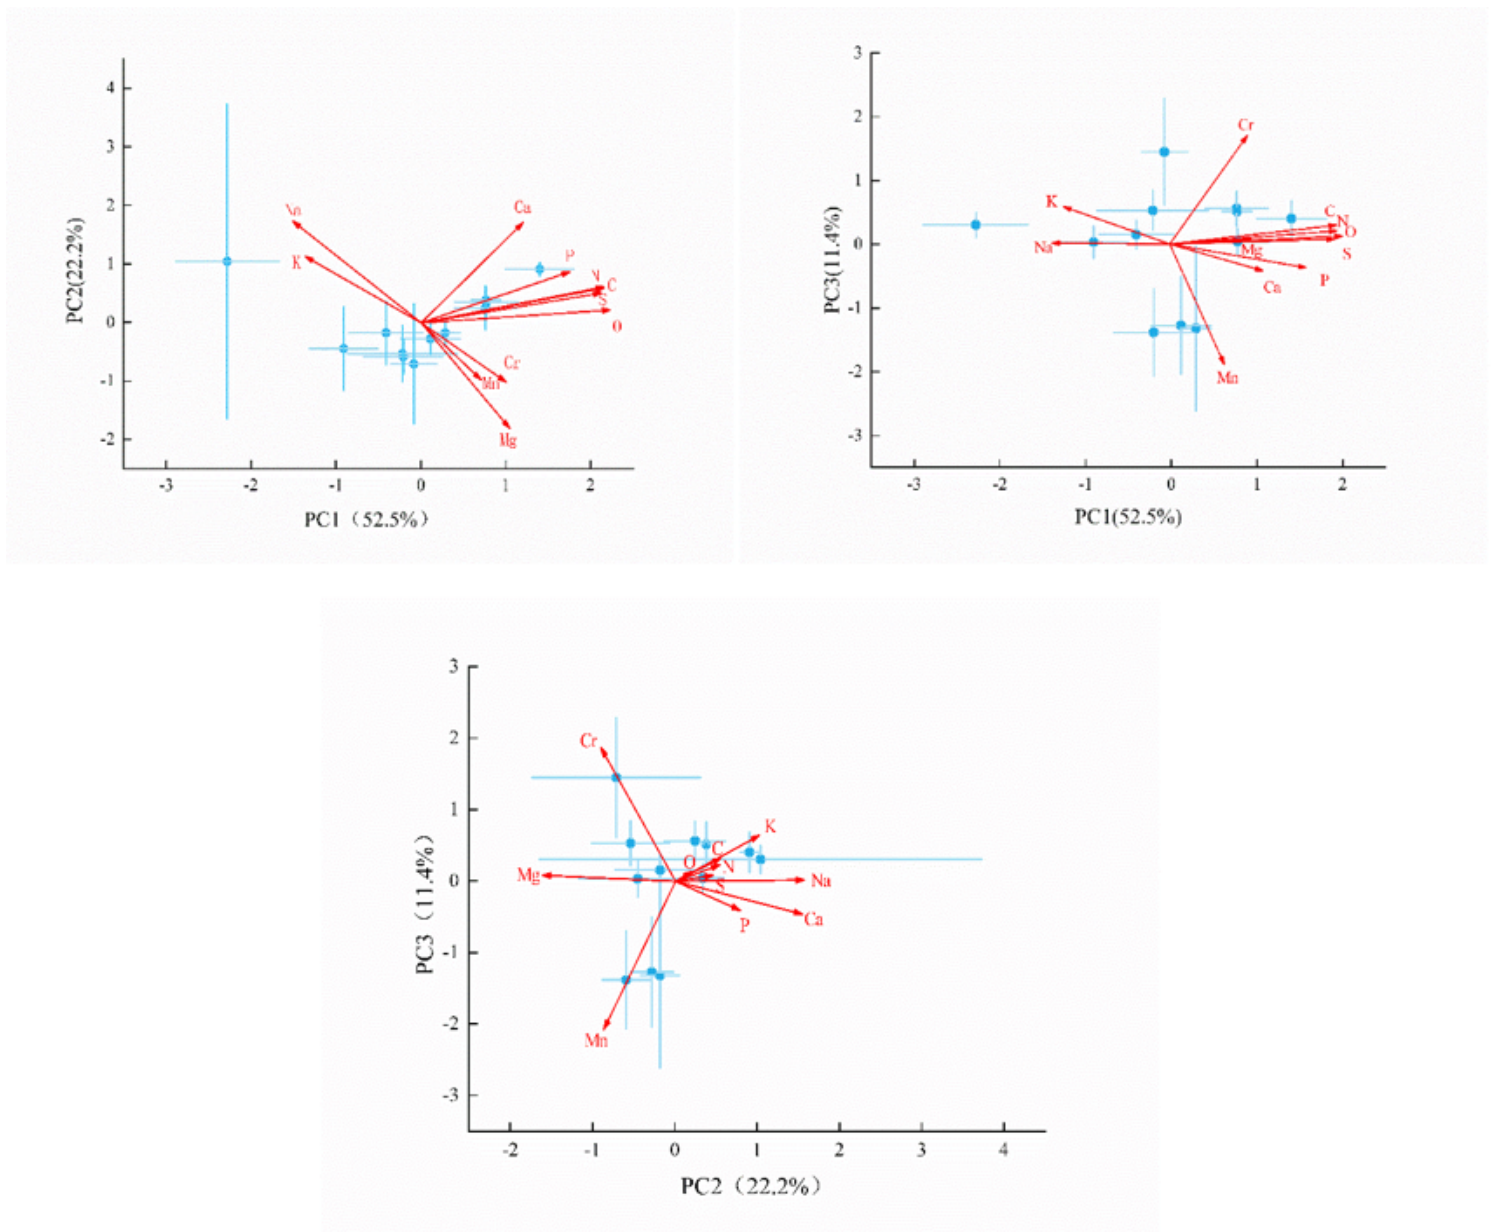 4
3
2
1
0
-1
-2
PC2(22.2%)
Ca
P
K
C
S
O
Cr
Mn
Mg
-3 -2 -1 0 1 2
PC1（52.5%）
3
2
1
0
-1
-2
-3
PC3(11.4%)
Cr
K
C
N
O
Na
Mg
S
P
Ca
Mn
-3 -2 -1 0 1 2
PC1(52.5%)
3
2
1
0
-1
-2
-3
PC3（11.4%）
Cr
K
C
O
N
Mg
Na
S
Ca
P
Mn
-2 -1 0 1 2 3 4
PC2（22.2%）